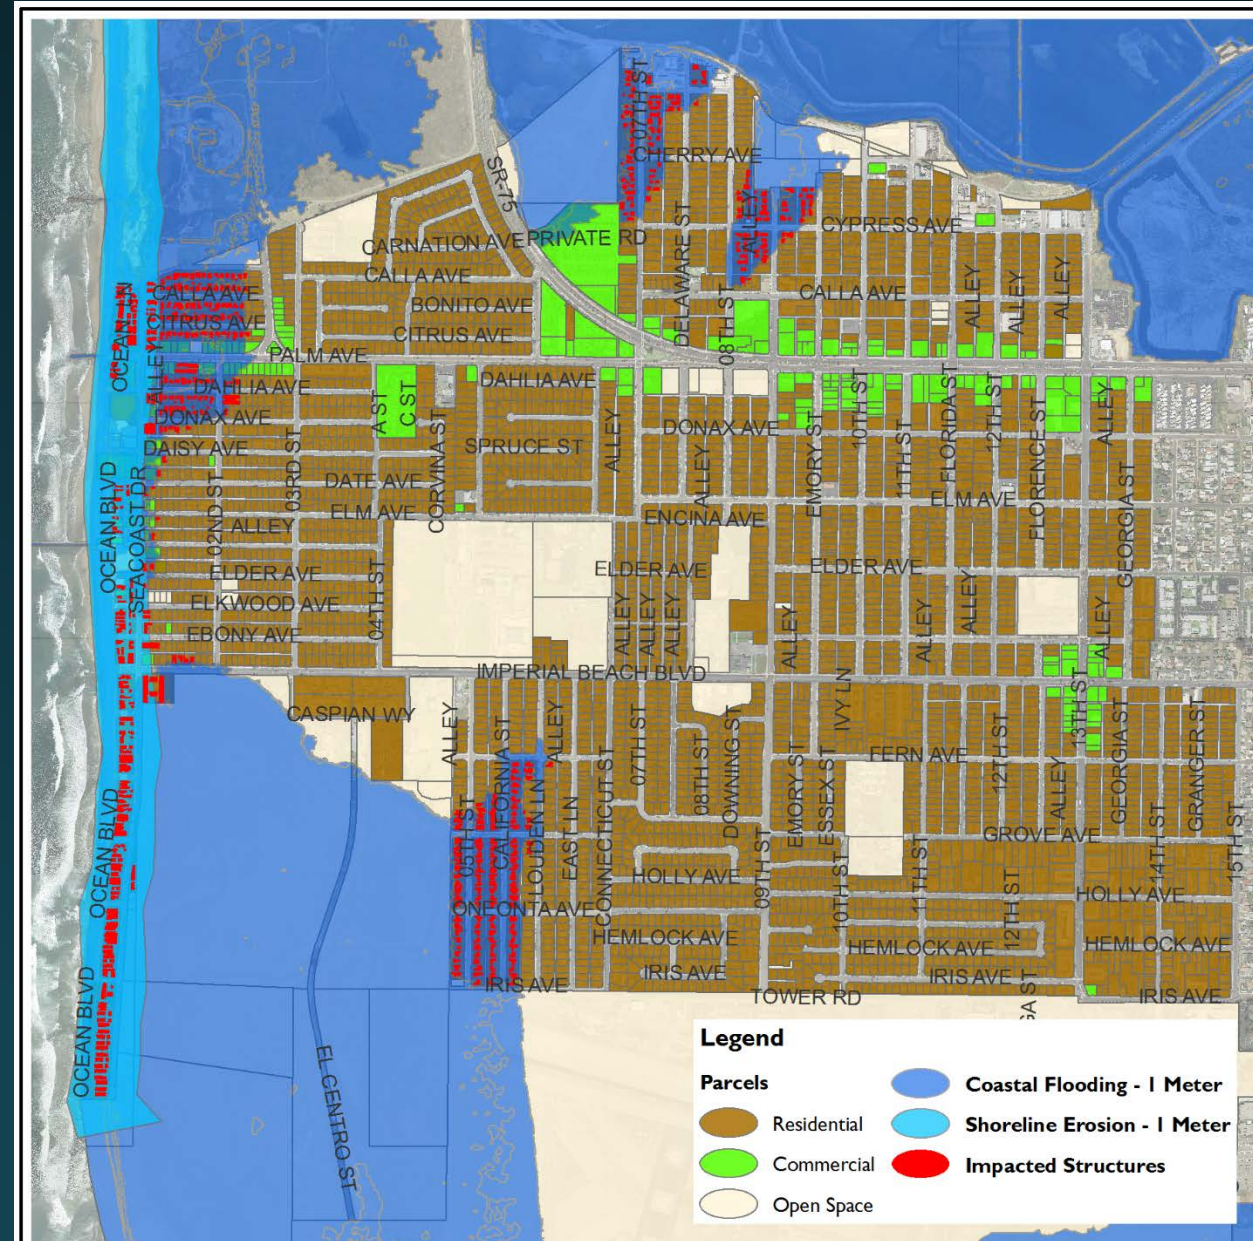 07TH ST
CHERRY AVE
SR-75
CYPRESS AVE
ALLEY
DELAWARE ST
CARNATION AVE
PRIVATE RD
CALLA AVE
CALLA AVE
CALLA AVE
BONITO AVE
OCEAN LN
ALLEY
ALLEY
ALLEY
CITRUS AVE
CITRUS AVE
08TH ST
PALM AVE
OCEAN
ALLEY
DAHLIA AVE
DAHLIA AVE
A ST
C ST
10TH ST
FLORIDA ST
12TH ST
ALLEY
DONAX AVE
DONAX AVE
DAISY AVE
03RD ST
CORVINA ST
SPRUCE ST
ALLEY
ALLEY
EMORY ST
11TH ST
FLORENCE ST
GEORGIA ST
OCEAN BLVD
SEACOAST DR
DATE AVE
ELM AVE
ELM AVE
02ND ST
ALLEY
ENCINA AVE
ELDER AVE
ELDER AVE
ELDER AVE
ELKWOOD AVE
04TH ST
EBONY AVE
ALLEY
ALLEY
ALLEY
ALLEY
ALLEY
ALLEY
ALLEY
IMPERIAL BEACH BLVD
IVY LN
13TH ST
CASPIAN WY
ALLEY
CALIFORNIA ST
ALLEY
07TH ST
08TH ST
DOWNING ST
EMORY ST
ESSEX ST
FERN AVE
12TH ST
ALLEY
GEORGIA ST
14TH ST
GRANGER ST
15TH ST
OCEAN BLVD
05TH ST
LOUDEN LN
EAST LN
CONNECTICUT ST
09TH ST
10TH ST
11TH ST
12TH ST
GROVE AVE
HOLLY AVE
HOLLY AVE
ONEONTA AVE
HEMLOCK AVE
HEMLOCK AVE
HEMLOCK AVE
IRIS AVE
IRIS AVE
IRIS AVE
IRIS AVE
TOWER RD
OCEAN BLVD
EL CENTRO ST
GA ST
Legend
Parcels
Residential
Commercial
Open Space
Coastal Flooding - 1 Meter
Shoreline Erosion - 1 Meter
Impacted Structures